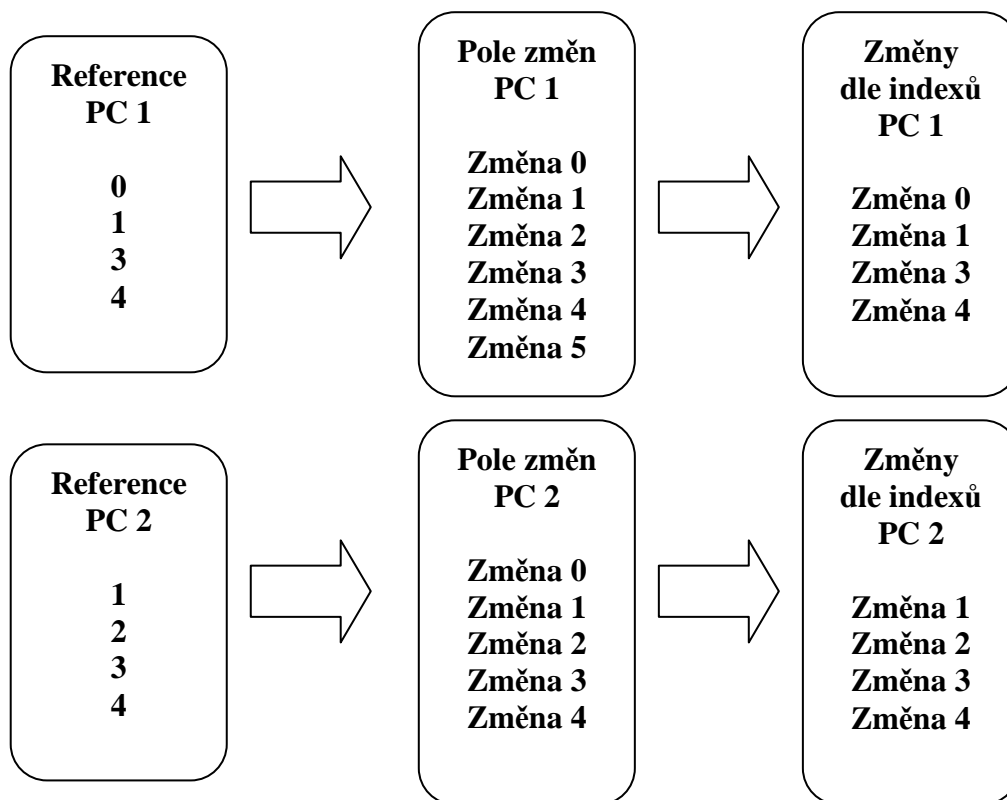 Reference
PC 1
0
1
3
4
Pole změn
PC 1
Změna 0
Změna 1
Změna 2
Změna 3
Změna 4
Změna 5
Změny
dle indexů
PC 1
Změna 0
Změna 1
Změna 3
Změna 4
Reference
PC 2
1
2
3
4
Pole změn
PC 2
Změna 0
Změna 1
Změna 2
Změna 3
Změna 4
Změny
dle indexů
PC 2
Změna 1
Změna 2
Změna 3
Změna 4